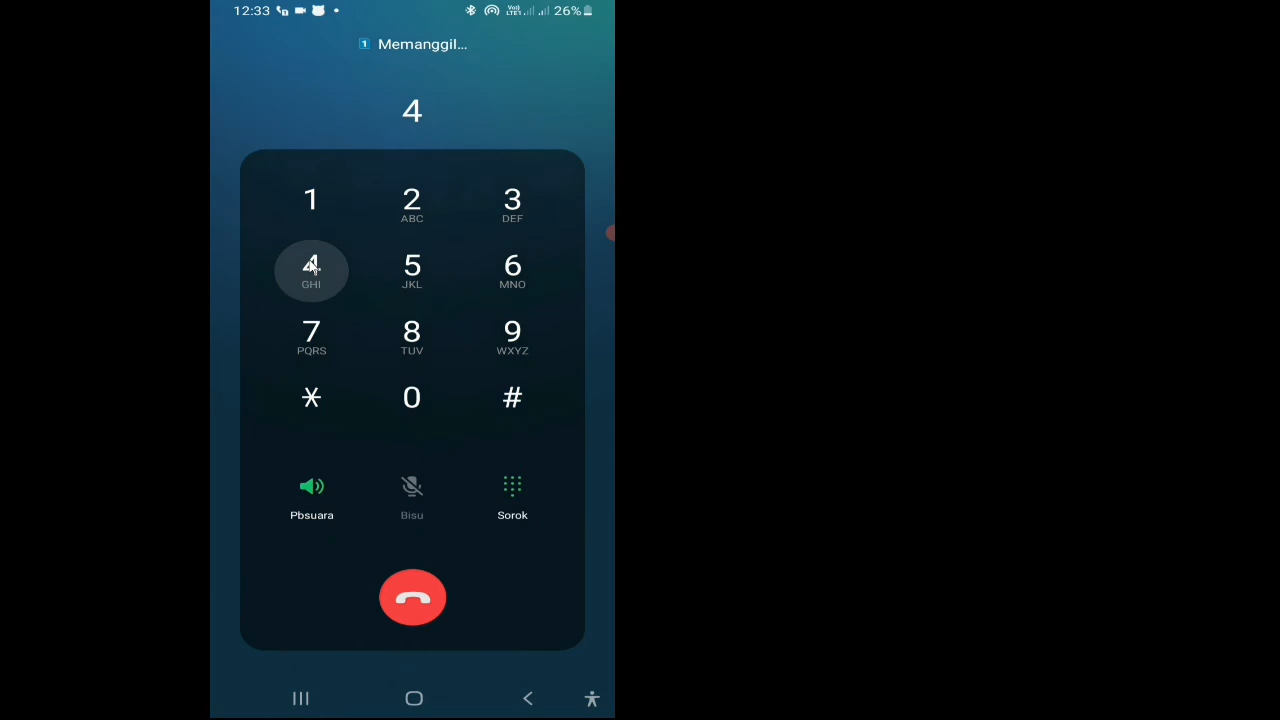 12:33 26%
1 Memanggil...
4
1 2 3
ABC DEF
4 5 6
GHI JKL MNO
7 8 9
PQRS TUV WXYZ
* 0 #
Pbsuara Bisu Sorok